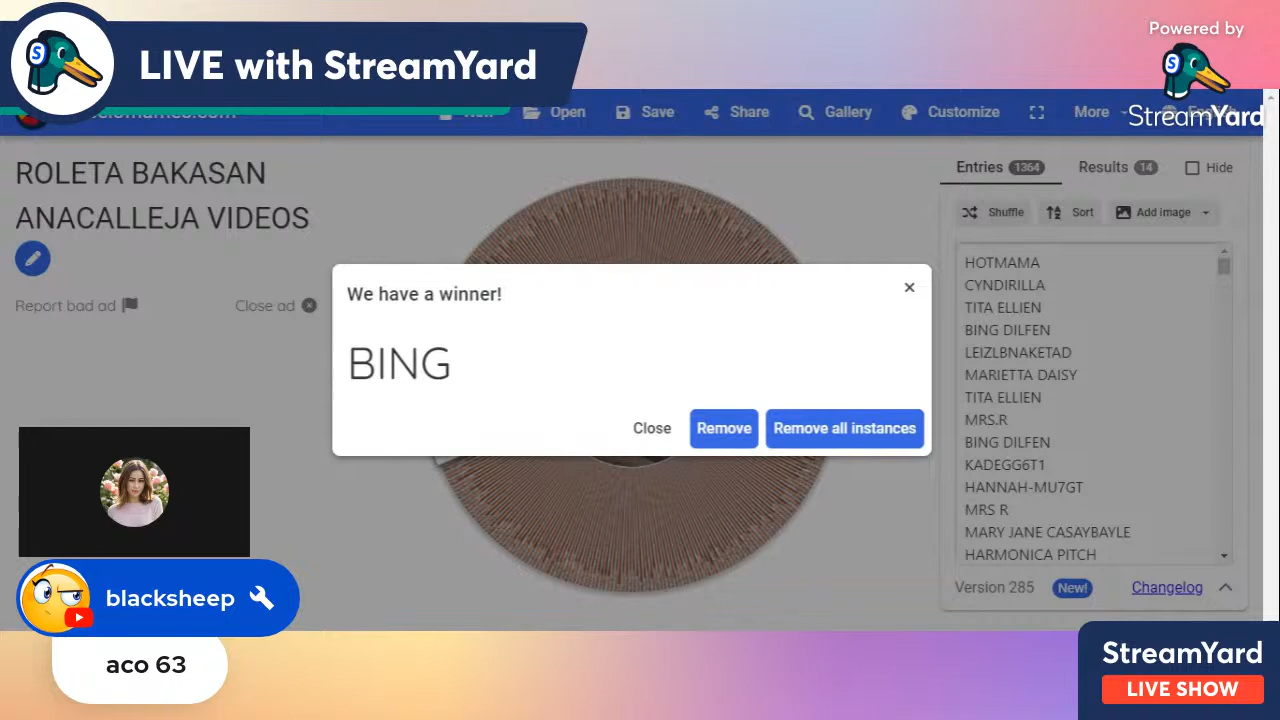 LIVE with StreamYard
Powered by
StreamYard
Open
Save
Share
Gallery
Customize
More
ROLETA BAKASAN
ANACALLEJA VIDEOS
Report bad ad
Close ad
Entries 1364
Results 14
Hide
Shuffle
Sort
Add image
HOTMAMA
CYNDIRILLA
TITA ELLIEN
BING DILFEN
LEIZLBNAKETAD
MARIETTA DAISY
TITA ELLIEN
MRS.R
BING DILFEN
KADEGG6T1
HANNAH-MU7GT
MRS R
MARY JANE CASAYBAYLE
HARMONICA PITCH
Version 285
New!
Changelog
We have a winner!
BING
Close
Remove
Remove all instances
S
blacksheep
aco 63
StreamYard
LIVE SHOW